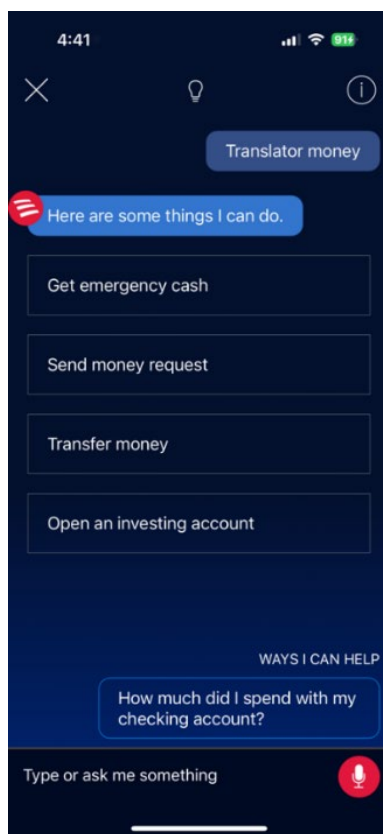 4:41
91
Translator money
Here are some things I can do.
Get emergency cash
Send money request
Transfer money
Open an investing account
WAYS I CAN HELP
How much did I spend with my
checking account?
Type or ask me something